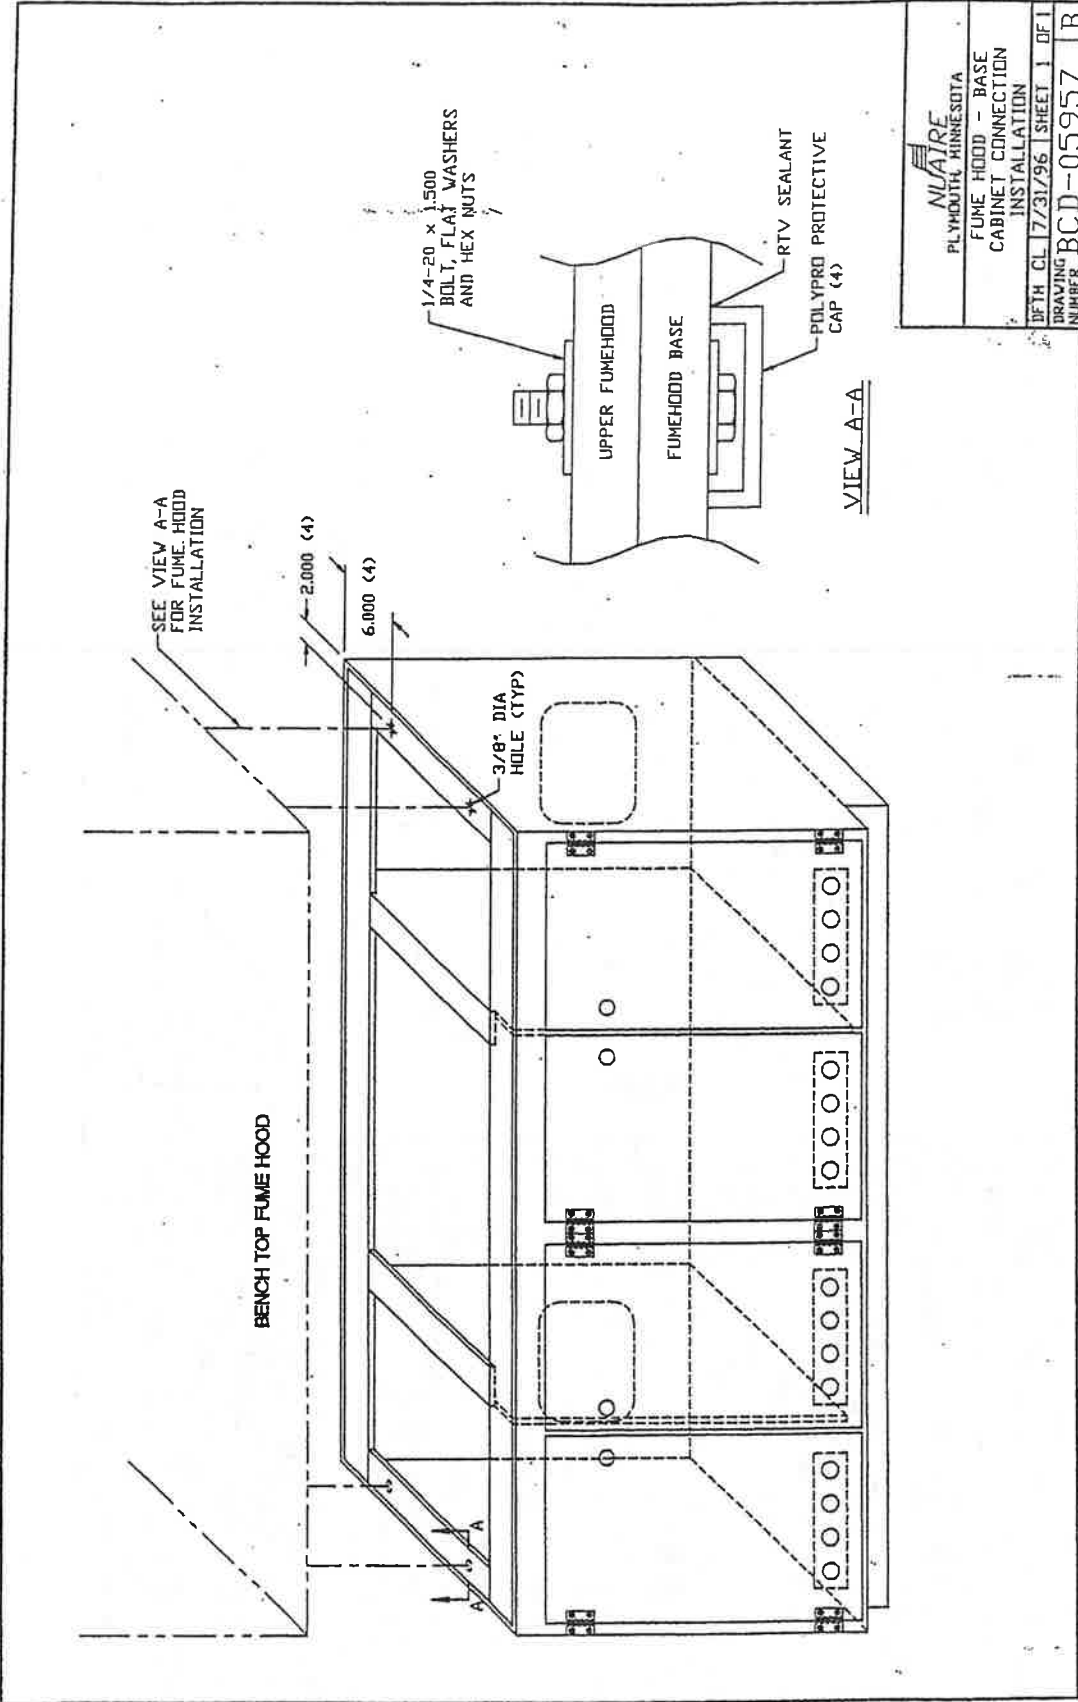 SEE VIEW A-A
FOR FUME HOOD
INSTALLATION
BENCH TOP FUME HOOD
2.000 (4)
6.000 (4)
3/8" DIA
HOLE (TYP)
A
A
1/4-20 x 1.500
BOLT, FLAT WASHERS
AND HEX NUTS
UPPER FUMEHOOD
FUMEHOOD BASE
RTV SEALANT
POLYPRO PROTECTIVE
CAP (4)
VIEW A-A
NUAIRE
PLYMOUTH, MINNESOTA
FUME HOOD - BASE
CABINET CONNECTION
INSTALLATION
DFTM CL 7/31/96 SHEET 1 OF 1
DRAWING
NUMBER BCD-05957 B